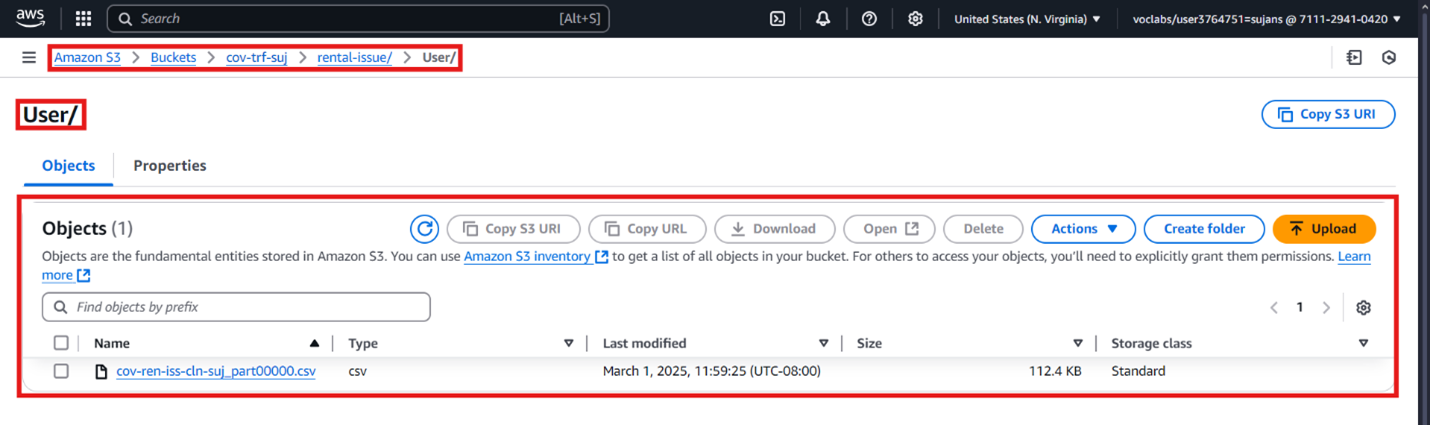 aws Search [Alt+S] United States (N. Virginia) ▼ voclabs/user3764751=sujans @ 7111-2941-0420 ▼
Amazon S3 > Buckets > cov-trf-suj > rental-issue/ > User/
User/
Copy S3 URI
Objects Properties
Objects (1) Copy S3 URI Copy URL Download Open Delete Actions ▼ Create folder Upload
Objects are the fundamental entities stored in Amazon S3. You can use Amazon S3 inventory to get a list of all objects in your bucket. For others to access your objects, you'll need to explicitly grant them permissions. Learn
more
Find objects by prefix
< 1 >
Name ▲ Type Last modified Size Storage class
cov-ren-iss-cln-suj_part00000.csv csv March 1, 2025, 11:59:25 (UTC-08:00) 112.4 KB Standard